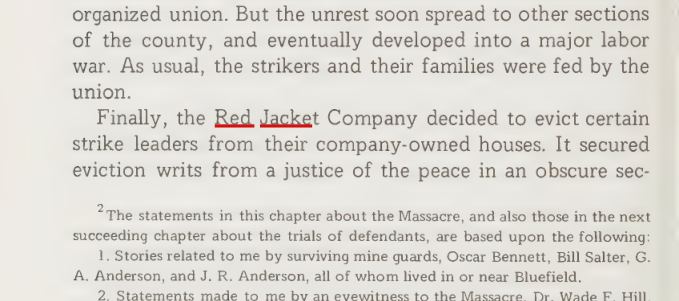 organized union. But the unrest soon spread to other sections
of the county, and eventually developed into a major labor
war. As usual, the strikers and their families were fed by the
union.
Finally, the Red Jacket Company decided to evict certain
strike leaders from their company-owned houses. It secured
eviction writs from a justice of the peace in an obscure sec-
2 The statements in this chapter about the Massacre, and also those in the next
succeeding chapter about the trials of defendants, are based upon the following:
1. Stories related to me by surviving mine guards, Oscar Bennett, Bill Salter, G.
A. Anderson, and J. R. Anderson, all of whom lived in or near Bluefield.
2. Statements made to me by an eyewitness to the Massacre, Dr. Wade F. Hill,